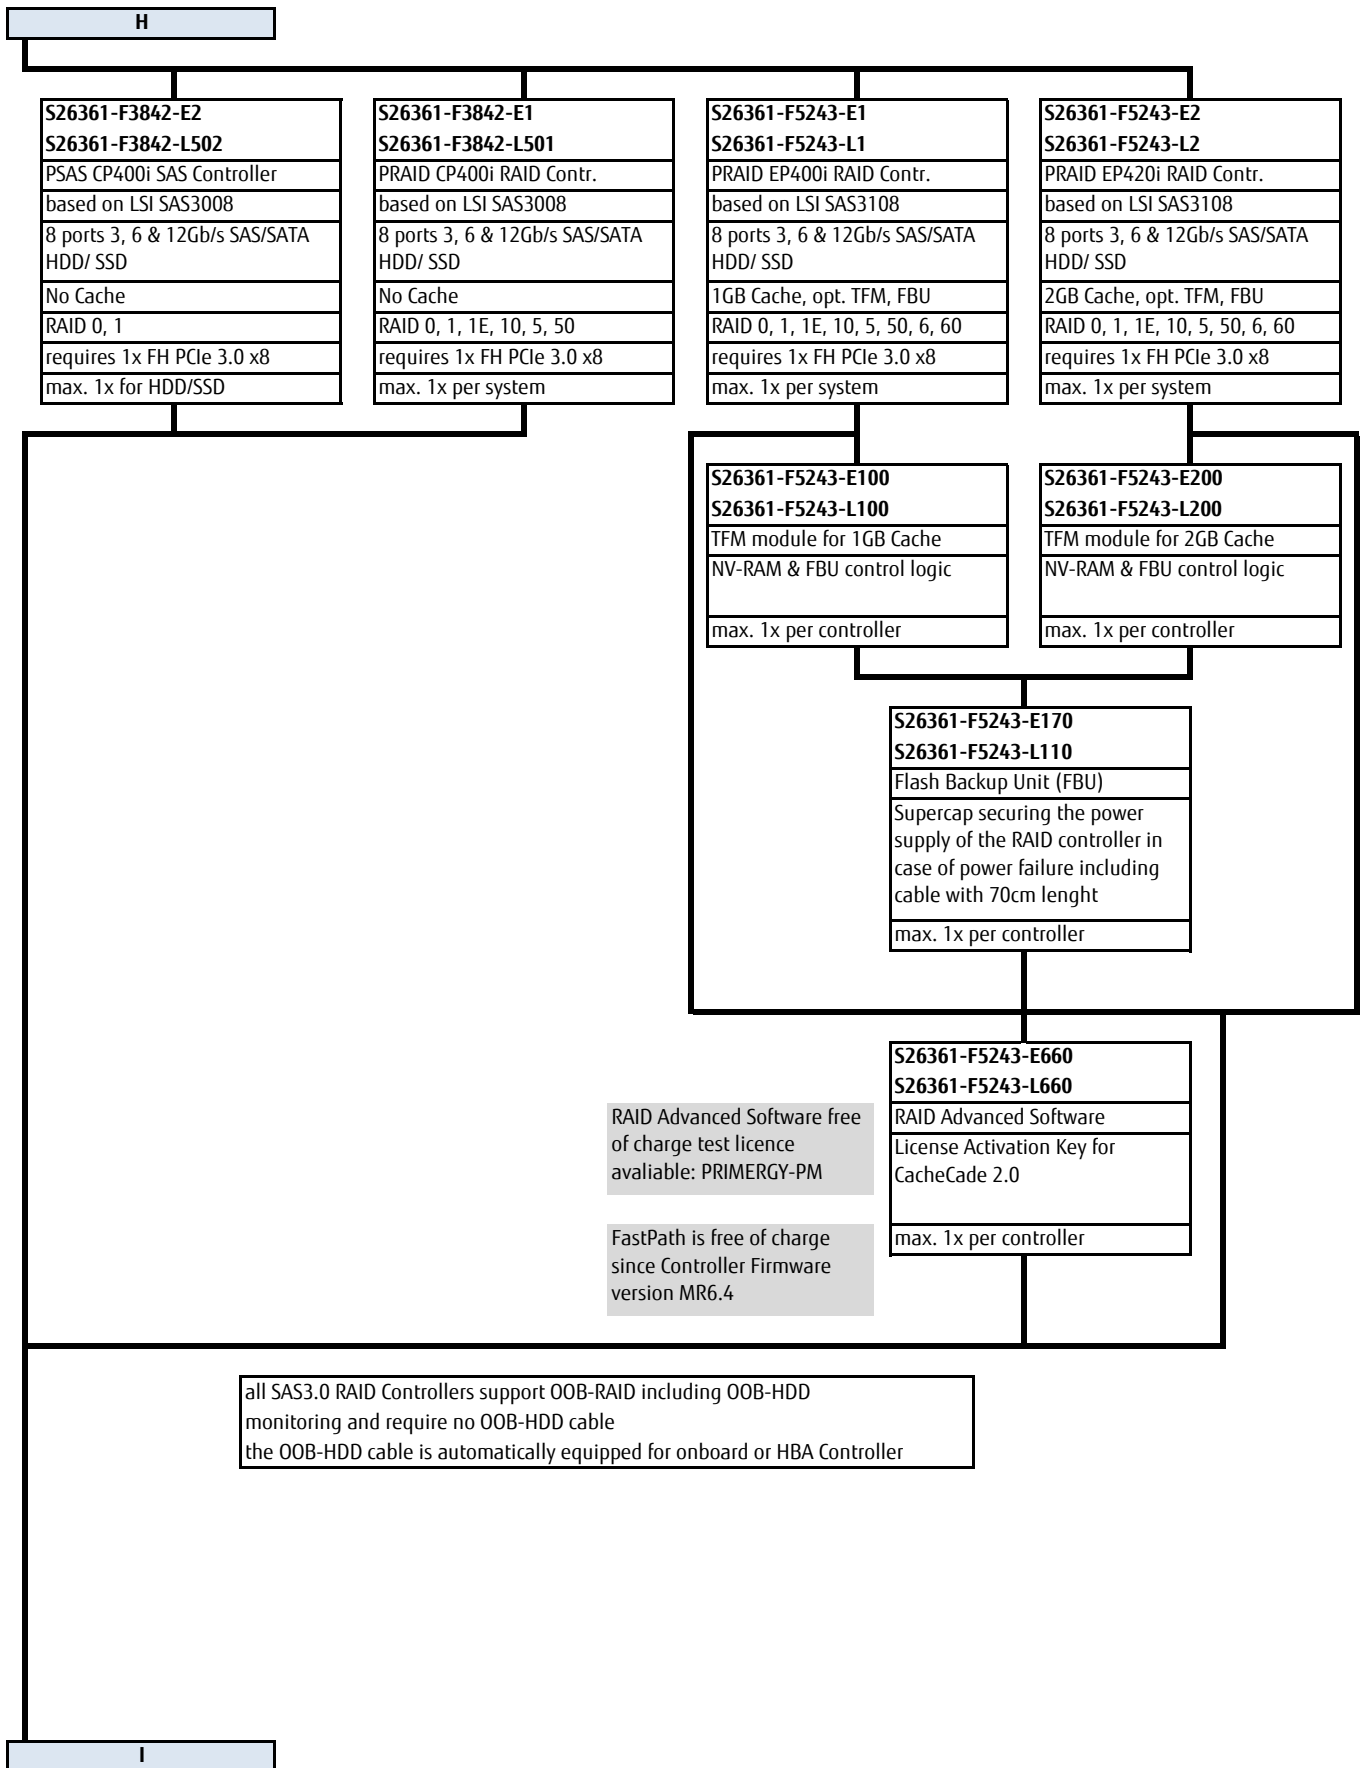 H
S26361-F3842-E2
S26361-F3842-L502
PSAS CP400i SAS Controller
based on LSI SAS3008
8 ports 3, 6 & 12Gb/s SAS/SATA
HDD/ SSD
No Cache
RAID 0, 1
requires 1x FH PCIe 3.0 x8
max. 1x for HDD/SSD
S26361-F3842-E1
S26361-F3842-L501
PRAID CP400i RAID Contr.
based on LSI SAS3008
8 ports 3, 6 & 12Gb/s SAS/SATA
HDD/ SSD
No Cache
RAID 0, 1, 1E, 10, 5, 50
requires 1x FH PCIe 3.0 x8
max. 1x per system
S26361-F5243-E1
S26361-F5243-L1
PRAID EP400i RAID Contr.
based on LSI SAS3108
8 ports 3, 6 & 12Gb/s SAS/SATA
HDD/ SSD
1GB Cache, opt. TFM, FBU
RAID 0, 1, 1E, 10, 5, 50, 6, 60
requires 1x FH PCIe 3.0 x8
max. 1x per system
S26361-F5243-E2
S26361-F5243-L2
PRAID EP420i RAID Contr.
based on LSI SAS3108
8 ports 3, 6 & 12Gb/s SAS/SATA
HDD/ SSD
2GB Cache, opt. TFM, FBU
RAID 0, 1, 1E, 10, 5, 50, 6, 60
requires 1x FH PCIe 3.0 x8
max. 1x per system
S26361-F5243-E100
S26361-F5243-L100
TFM module for 1GB Cache
NV-RAM & FBU control logic
max. 1x per controller
S26361-F5243-E200
S26361-F5243-L200
TFM module for 2GB Cache
NV-RAM & FBU control logic
max. 1x per controller
S26361-F5243-E170
S26361-F5243-L110
Flash Backup Unit (FBU)
Supercap securing the power
supply of the RAID controller in
case of power failure including
cable with 70cm lenght
max. 1x per controller
S26361-F5243-E660
S26361-F5243-L660
RAID Advanced Software
License Activation Key for
CacheCade 2.0
max. 1x per controller
RAID Advanced Software free
of charge test licence
avaliable: PRIMERGY-PM
FastPath is free of charge
since Controller Firmware
version MR6.4
all SAS3.0 RAID Controllers support OOB-RAID including OOB-HDD
monitoring and require no OOB-HDD cable
the OOB-HDD cable is automatically equipped for onboard or HBA Controller
I